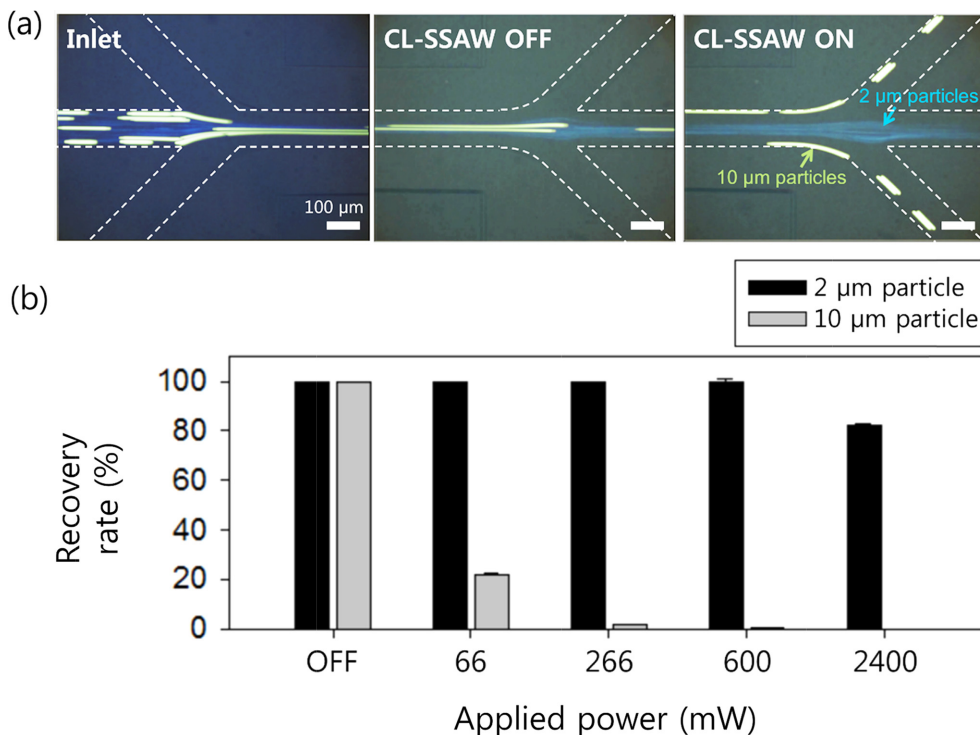 (a)
Inlet
CL-SSAW OFF
CL-SSAW ON
2 µm particles
10 µm particles
100 µm
(b)
2 µm particle
10 µm particle
100
80
60
40
20
0
Recovery
rate (%)
OFF 66 266 600 2400
Applied power (mW)